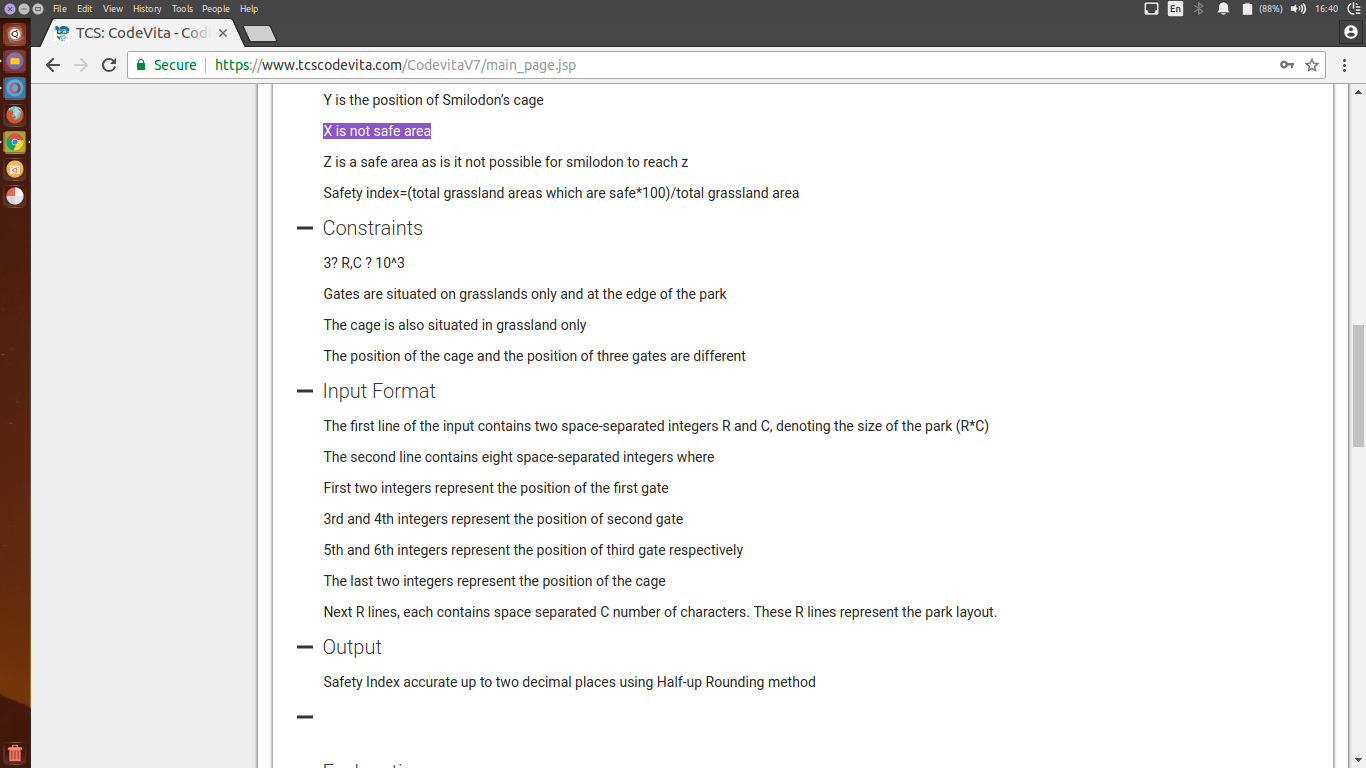 File Edit View History Tools People Help
En (88%) 16:40
TCS: CodeVita - Cod
Secure https://www.tcscodevita.com/CodevitaV7/main_page.jsp
Y is the position of Smilodon’s cage
X is not safe area
Z is a safe area as is it not possible for smilodon to reach z
Safety index=(total grassland areas which are safe*100)/total grassland area
Constraints
3? R,C ? 10^3
Gates are situated on grasslands only and at the edge of the park
The cage is also situated in grassland only
The position of the cage and the position of three gates are different
Input Format
The first line of the input contains two space-separated integers R and C, denoting the size of the park (R*C)
The second line contains eight space-separated integers where
First two integers represent the position of the first gate
3rd and 4th integers represent the position of second gate
5th and 6th integers represent the position of third gate respectively
The last two integers represent the position of the cage
Next R lines, each contains space separated C number of characters. These R lines represent the park layout.
Output
Safety Index accurate up to two decimal places using Half-up Rounding method